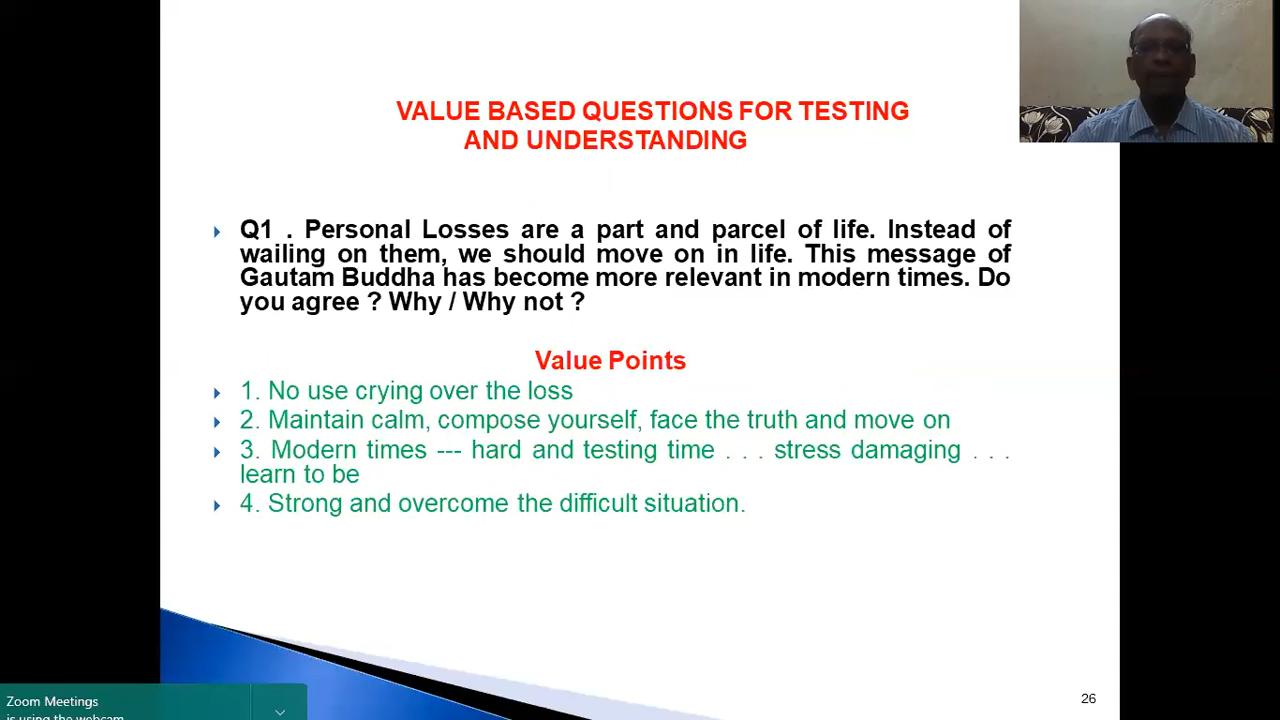 VALUE BASED QUESTIONS FOR TESTING
AND UNDERSTANDING
Q1 . Personal Losses are a part and parcel of life. Instead of
wailing on them, we should move on in life. This message of
Gautam Buddha has become more relevant in modern times. Do
you agree ? Why / Why not ?
Value Points
1. No use crying over the loss
2. Maintain calm, compose yourself, face the truth and move on
3. Modern times --- hard and testing time . . . stress damaging . . .
learn to be
4. Strong and overcome the difficult situation.
26
Zoom Meetings
is using the webcam